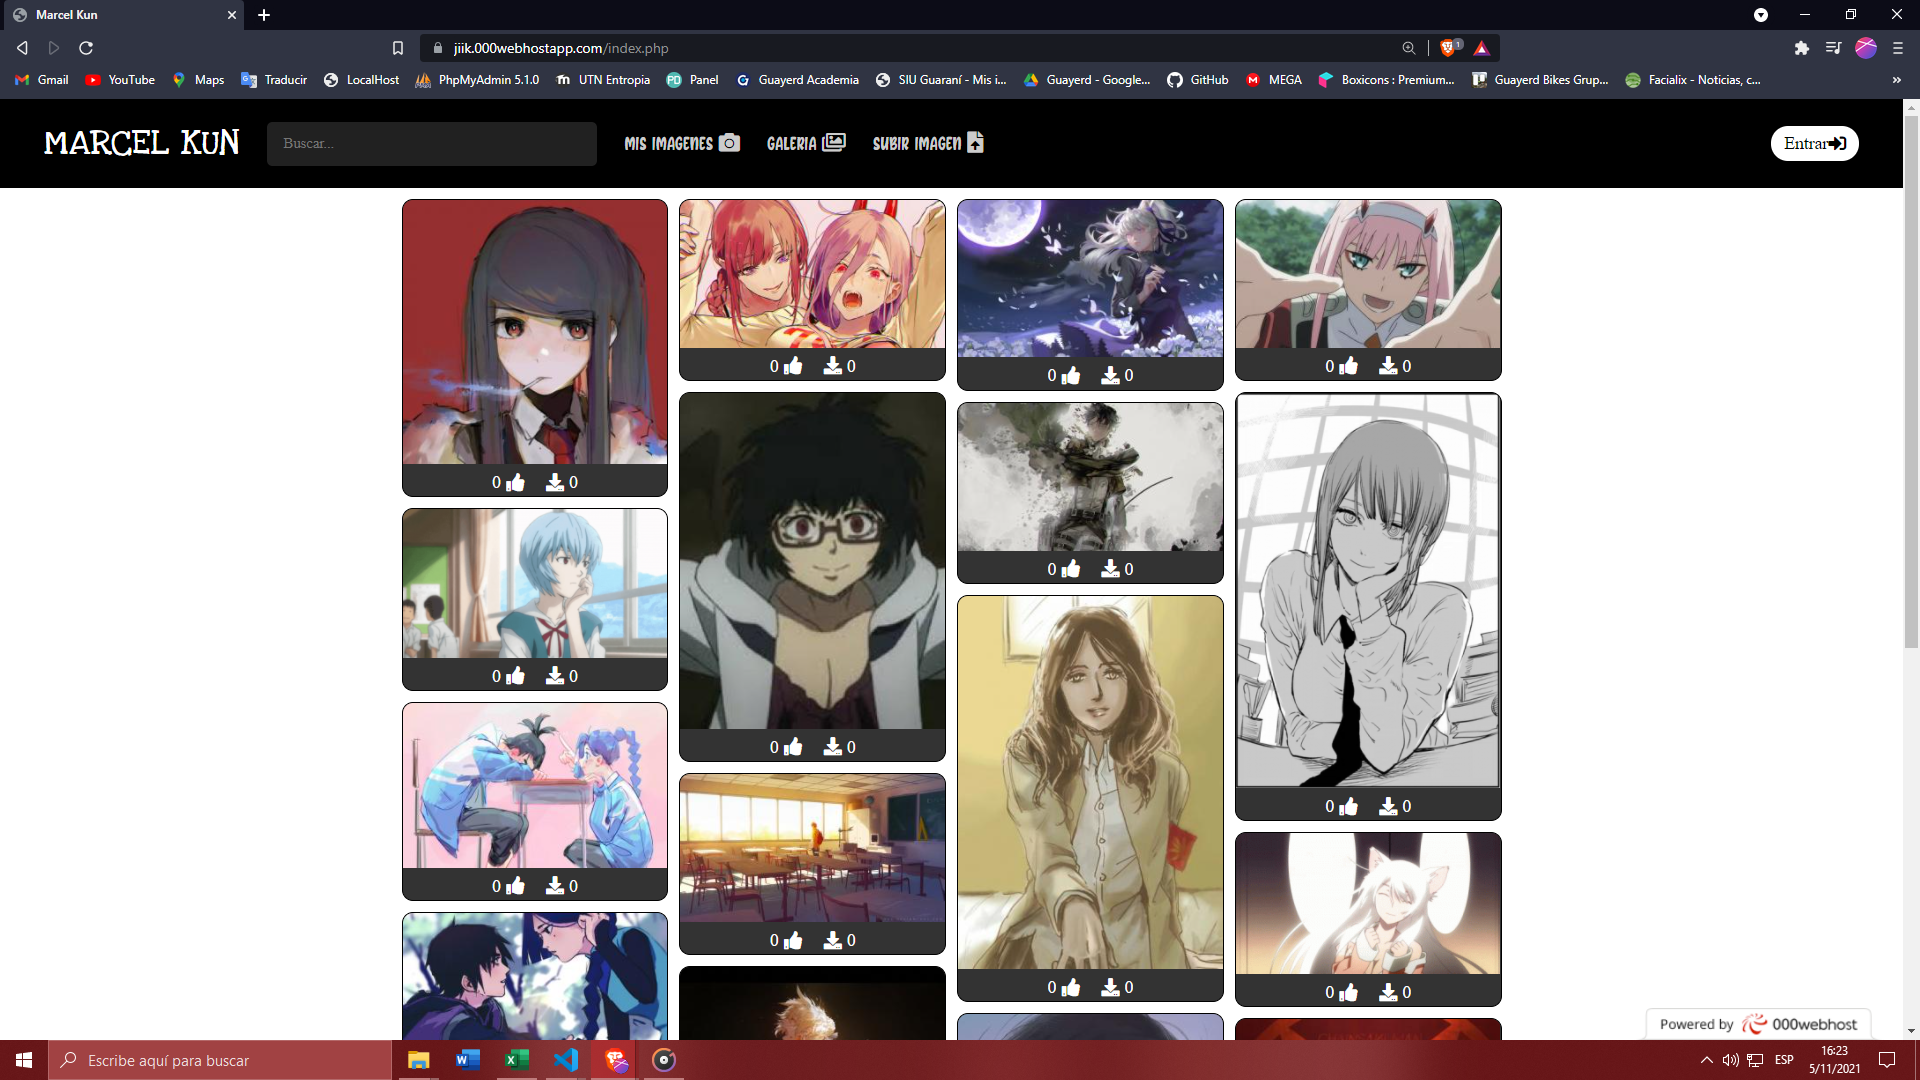 Marcel Kun
jiik.000webhostapp.com/index.php
1
Gmail
YouTube
Maps
Traducir
LocalHost
PhpMyAdmin 5.1.0
UTN Entropia
Panel
Guayerd Academia
SIU Guaraní - Mis i...
Guayerd - Google...
GitHub
MEGA
Boxicons : Premium...
Guayerd Bikes Grup...
Facialix - Noticias, c...
»
MARCEL KUN
Buscar...
MIS IMAGENES
GALERIA
SUBIR IMAGEN
Entrar
0 0
0 0
0 0
0 0
0 0
0 0
0 0
0 0
0 0
0 0
0 0
0 0
0 0
Powered by 000webhost
Escribe aquí para buscar
ESP
16:23
5/11/2021